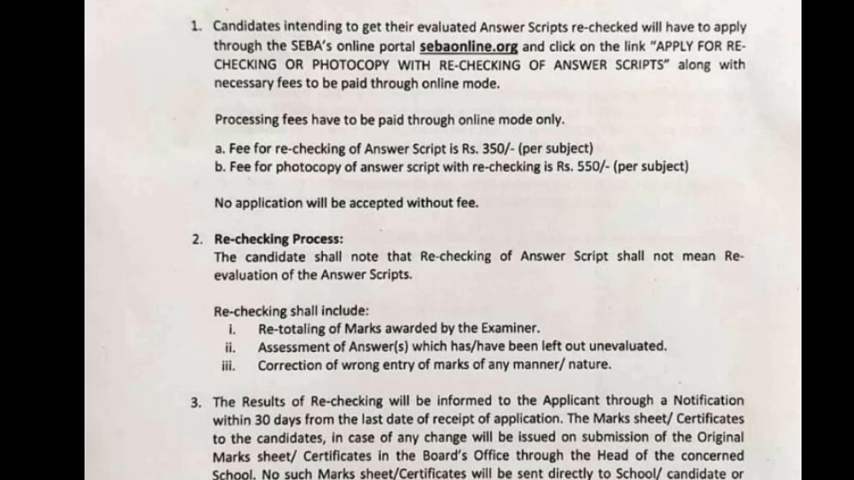 1. Candidates intending to get their evaluated Answer Scripts re-checked will have to apply
through the SEBA's online portal sebaonline.org and click on the link "APPLY FOR RE-
CHECKING OR PHOTOCOPY WITH RE-CHECKING OF ANSWER SCRIPTS" along with
necessary fees to be paid through online mode.
Processing fees have to be paid through online mode only.
a. Fee for re-checking of Answer Script is Rs. 350/- (per subject)
b. Fee for photocopy of answer script with re-checking is Rs. 550/- (per subject)
No application will be accepted without fee.
2. Re-checking Process:
The candidate shall note that Re-checking of Answer Script shall not mean Re-
evaluation of the Answer Scripts.
Re-checking shall include:
i. Re-totaling of Marks awarded by the Examiner.
ii. Assessment of Answer(s) which has/have been left out unevaluated.
iii. Correction of wrong entry of marks of any manner/ nature.
3. The Results of Re-checking will be informed to the Applicant through a Notification
within 30 days from the last date of receipt of application. The Marks sheet/ Certificates
to the candidates, in case of any change will be issued on submission of the Original
Marks sheet/ Certificates in the Board's Office through the Head of the concerned
School. No such Marks sheet/Certificates will be sent directly to School/ candidate or